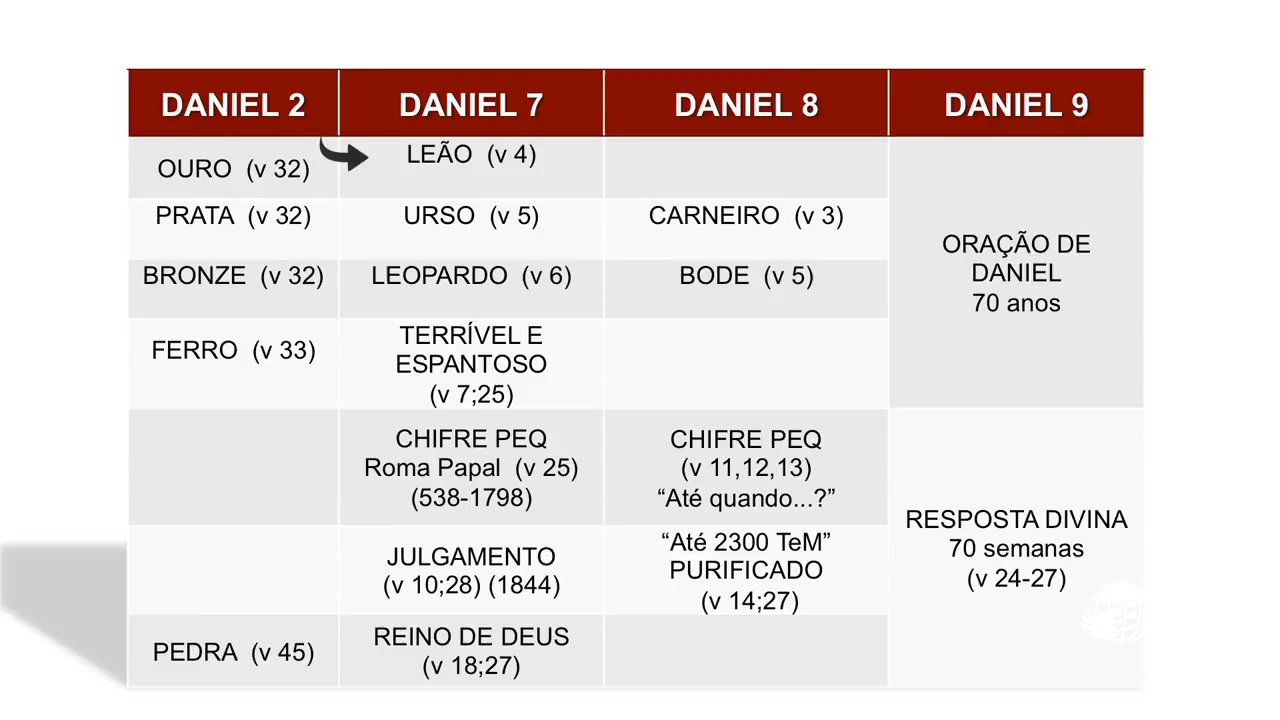 DANIEL 2
DANIEL 7
DANIEL 8
DANIEL 9
OURO (v 32)
LEÃO (v 4)
PRATA (v 32)
URSO (v 5)
CARNEIRO (v 3)
BRONZE (v 32)
LEOPARDO (v 6)
BODE (v 5)
ORAÇÃO DE
DANIEL
70 anos
FERRO (v 33)
TERRÍVEL E
ESPANTOSO
(v 7;25)
CHIFRE PEQ
Roma Papal (v 25)
(538-1798)
CHIFRE PEQ
(v 11,12,13)
“Até quando...?”
JULGAMENTO
(v 10;28) (1844)
“Até 2300 TeM”
PURIFICADO
(v 14;27)
RESPOSTA DIVINA
70 semanas
(v 24-27)
PEDRA (v 45)
REINO DE DEUS
(v 18;27)